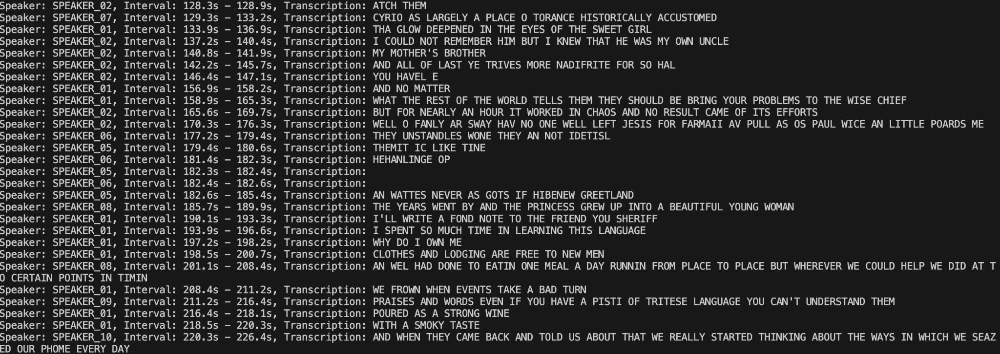 Speaker: SPEAKER_02, Interval: 128.3s - 128.9s, Transcription: ATCH THEM
Speaker: SPEAKER_07, Interval: 129.3s - 133.2s, Transcription: CYRIO AS LARGELY A PLACE O TORANCE HISTORICALLY ACCUSTOMED
Speaker: SPEAKER_01, Interval: 133.9s - 136.9s, Transcription: THA GLOW DEEPENED IN THE EYES OF THE SWEET GIRL
Speaker: SPEAKER_02, Interval: 137.2s - 140.4s, Transcription: I COULD NOT REMEMBER HIM BUT I KNEW THAT HE WAS MY OWN UNCLE
Speaker: SPEAKER_02, Interval: 140.8s - 141.9s, Transcription: MY MOTHER'S BROTHER
Speaker: SPEAKER_02, Interval: 142.2s - 145.7s, Transcription: AND ALL OF LAST YE TRIVES MORE NADIFRITE FOR SO HAL
Speaker: SPEAKER_02, Interval: 146.4s - 147.1s, Transcription: YOU HAVEL E
Speaker: SPEAKER_01, Interval: 156.9s - 158.2s, Transcription: AND NO MATTER
Speaker: SPEAKER_01, Interval: 158.9s - 165.3s, Transcription: WHAT THE REST OF THE WORLD TELLS THEM THEY SHOULD BE BRING YOUR PROBLEMS TO THE WISE CHIEF
Speaker: SPEAKER_02, Interval: 165.6s - 169.7s, Transcription: BUT FOR NEARLY AN HOUR IT WORKED IN CHAOS AND NO RESULT CAME OF ITS EFFORTS
Speaker: SPEAKER_02, Interval: 170.3s - 176.3s, Transcription: WELL O FANLY AR SWAY HAV NO ONE WELL LEFT JESIS FOR FARMAII AV PULL AS OS PAUL WICE AN LITTLE POARDS ME
Speaker: SPEAKER_06, Interval: 177.2s - 179.4s, Transcription: THEY UNSTANDLES WONE THEY AN NOT IDETISL
Speaker: SPEAKER_05, Interval: 179.4s - 180.6s, Transcription: THEMIT IC LIKE TINE
Speaker: SPEAKER_06, Interval: 181.4s - 182.3s, Transcription: HEHANLINGE OP
Speaker: SPEAKER_05, Interval: 182.3s - 182.4s, Transcription:
Speaker: SPEAKER_06, Interval: 182.4s - 182.6s, Transcription:
Speaker: SPEAKER_05, Interval: 182.6s - 185.4s, Transcription: AN WATTES NEVER AS GOTS IF HIBENEW GREETLAND
Speaker: SPEAKER_08, Interval: 185.7s - 189.9s, Transcription: THE YEARS WENT BY AND THE PRINCESS GREW UP INTO A BEAUTIFUL YOUNG WOMAN
Speaker: SPEAKER_01, Interval: 190.1s - 193.3s, Transcription: I'LL WRITE A FOND NOTE TO THE FRIEND YOU SHERIFF
Speaker: SPEAKER_01, Interval: 193.9s - 196.6s, Transcription: I SPENT SO MUCH TIME IN LEARNING THIS LANGUAGE
Speaker: SPEAKER_01, Interval: 197.2s - 198.2s, Transcription: WHY DO I OWN ME
Speaker: SPEAKER_01, Interval: 198.5s - 200.7s, Transcription: CLOTHES AND LODGING ARE FREE TO NEW MEN
Speaker: SPEAKER_08, Interval: 201.1s - 208.4s, Transcription: AN WEL HAD DONE TO EATIN ONE MEAL A DAY RUNNIN FROM PLACE TO PLACE BUT WHEREVER WE COULD HELP WE DID AT T
O CERTAIN POINTS IN TIMIN
Speaker: SPEAKER_01, Interval: 208.4s - 211.2s, Transcription: WE FROWN WHEN EVENTS TAKE A BAD TURN
Speaker: SPEAKER_09, Interval: 211.2s - 216.4s, Transcription: PRAISES AND WORDS EVEN IF YOU HAVE A PISTI OF TRITESE LANGUAGE YOU CAN'T UNDERSTAND THEM
Speaker: SPEAKER_01, Interval: 216.4s - 218.1s, Transcription: POURED AS A STRONG WINE
Speaker: SPEAKER_01, Interval: 218.5s - 220.3s, Transcription: WITH A SMOKY TASTE
Speaker: SPEAKER_10, Interval: 220.3s - 226.4s, Transcription: AND WHEN THEY CAME BACK AND TOLD US ABOUT THAT WE REALLY STARTED THINKING ABOUT THE WAYS IN WHICH WE SEAZ
ED OUR PHOME EVERY DAY